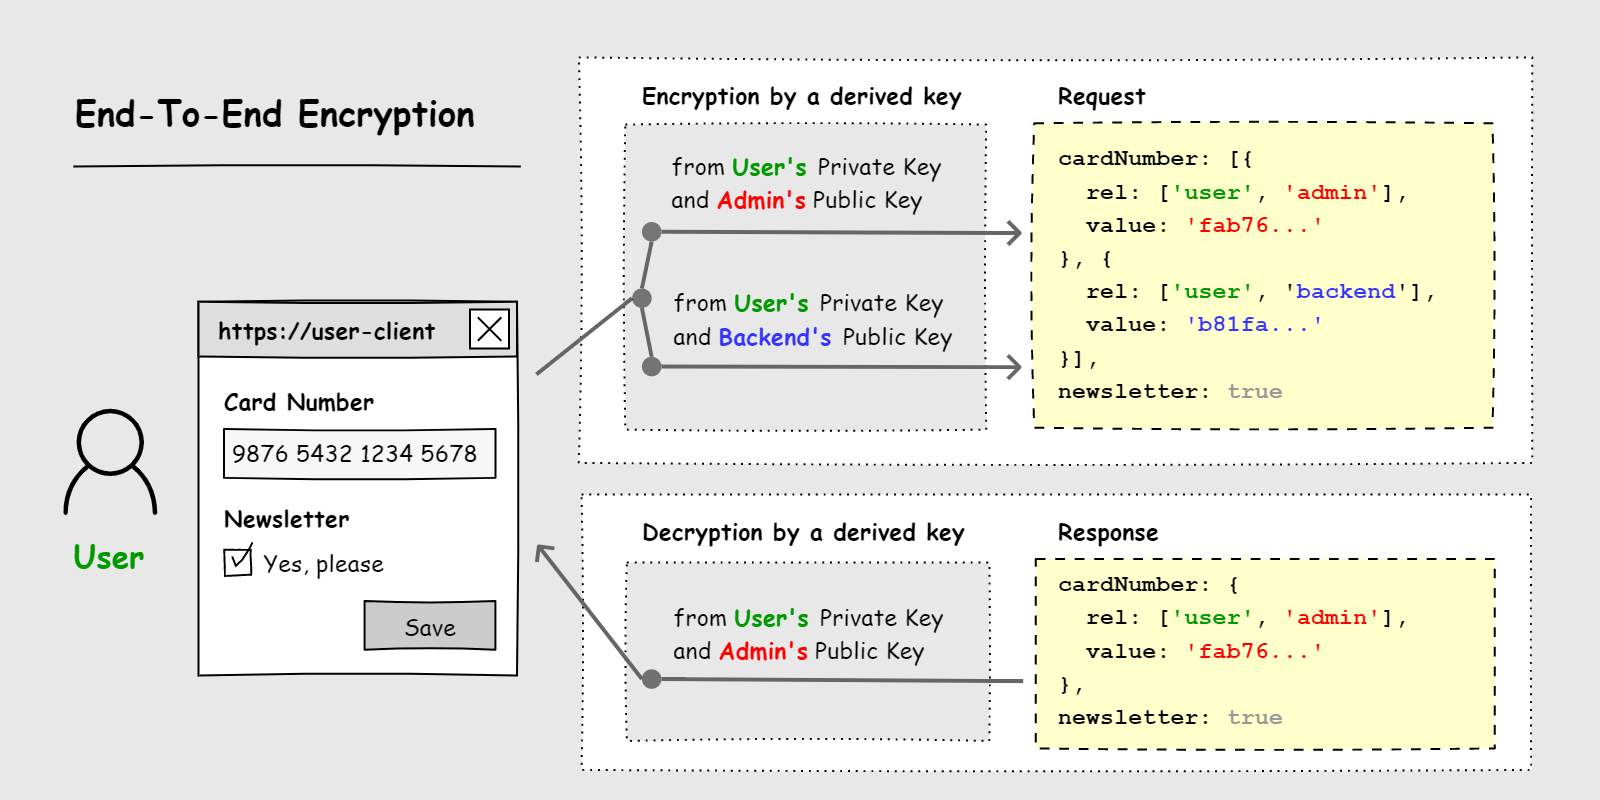 End-To-End Encryption
https://user-client
Card Number
9876 5432 1234 5678
Newsletter
Yes, please
Save
User
Encryption by a derived key
from User's Private Key
and Admin's Public Key
from User's Private Key
and Backend's Public Key
Request
cardNumber: [{
  rel: ['user', 'admin'],
  value: 'fab76...'
}, {
  rel: ['user', 'backend'],
  value: 'b81fa...'
}],
newsletter: true
Decryption by a derived key
from User's Private Key
and Admin's Public Key
Response
cardNumber: {
  rel: ['user', 'admin'],
  value: 'fab76...'
},
newsletter: true